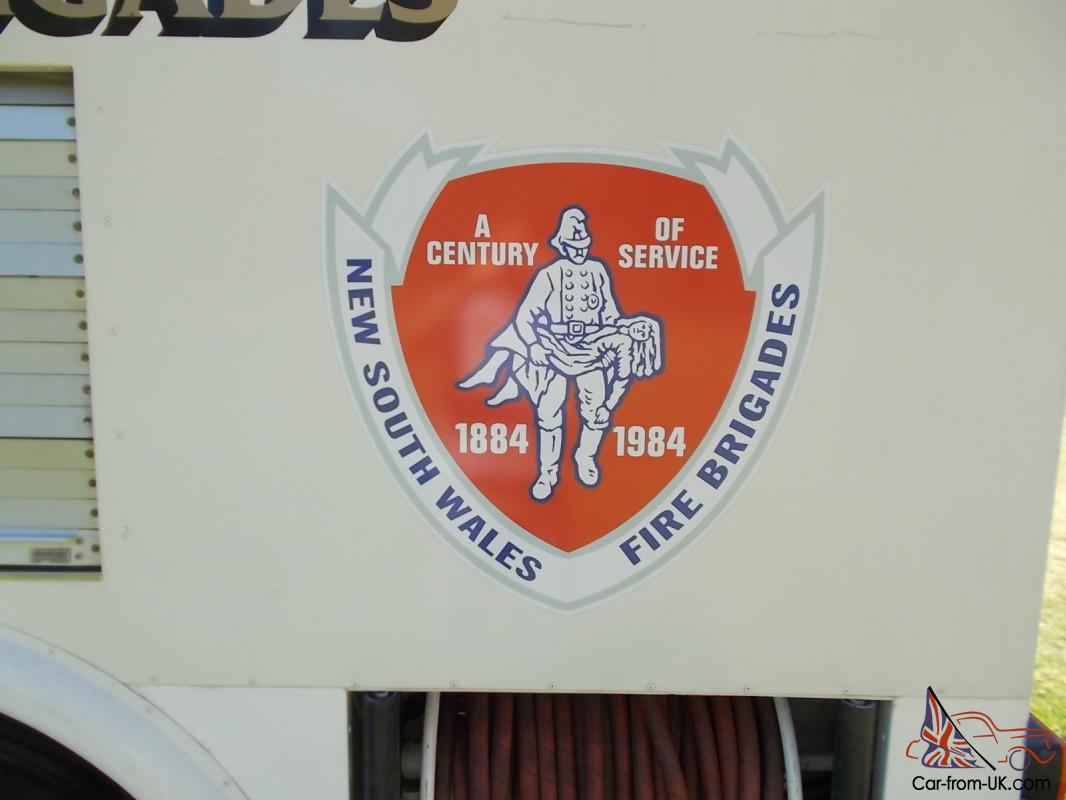 A
CENTURY
OF
SERVICE
1884
1984
NEW SOUTH WALES
FIRE BRIGADES
Car-from-UK.com